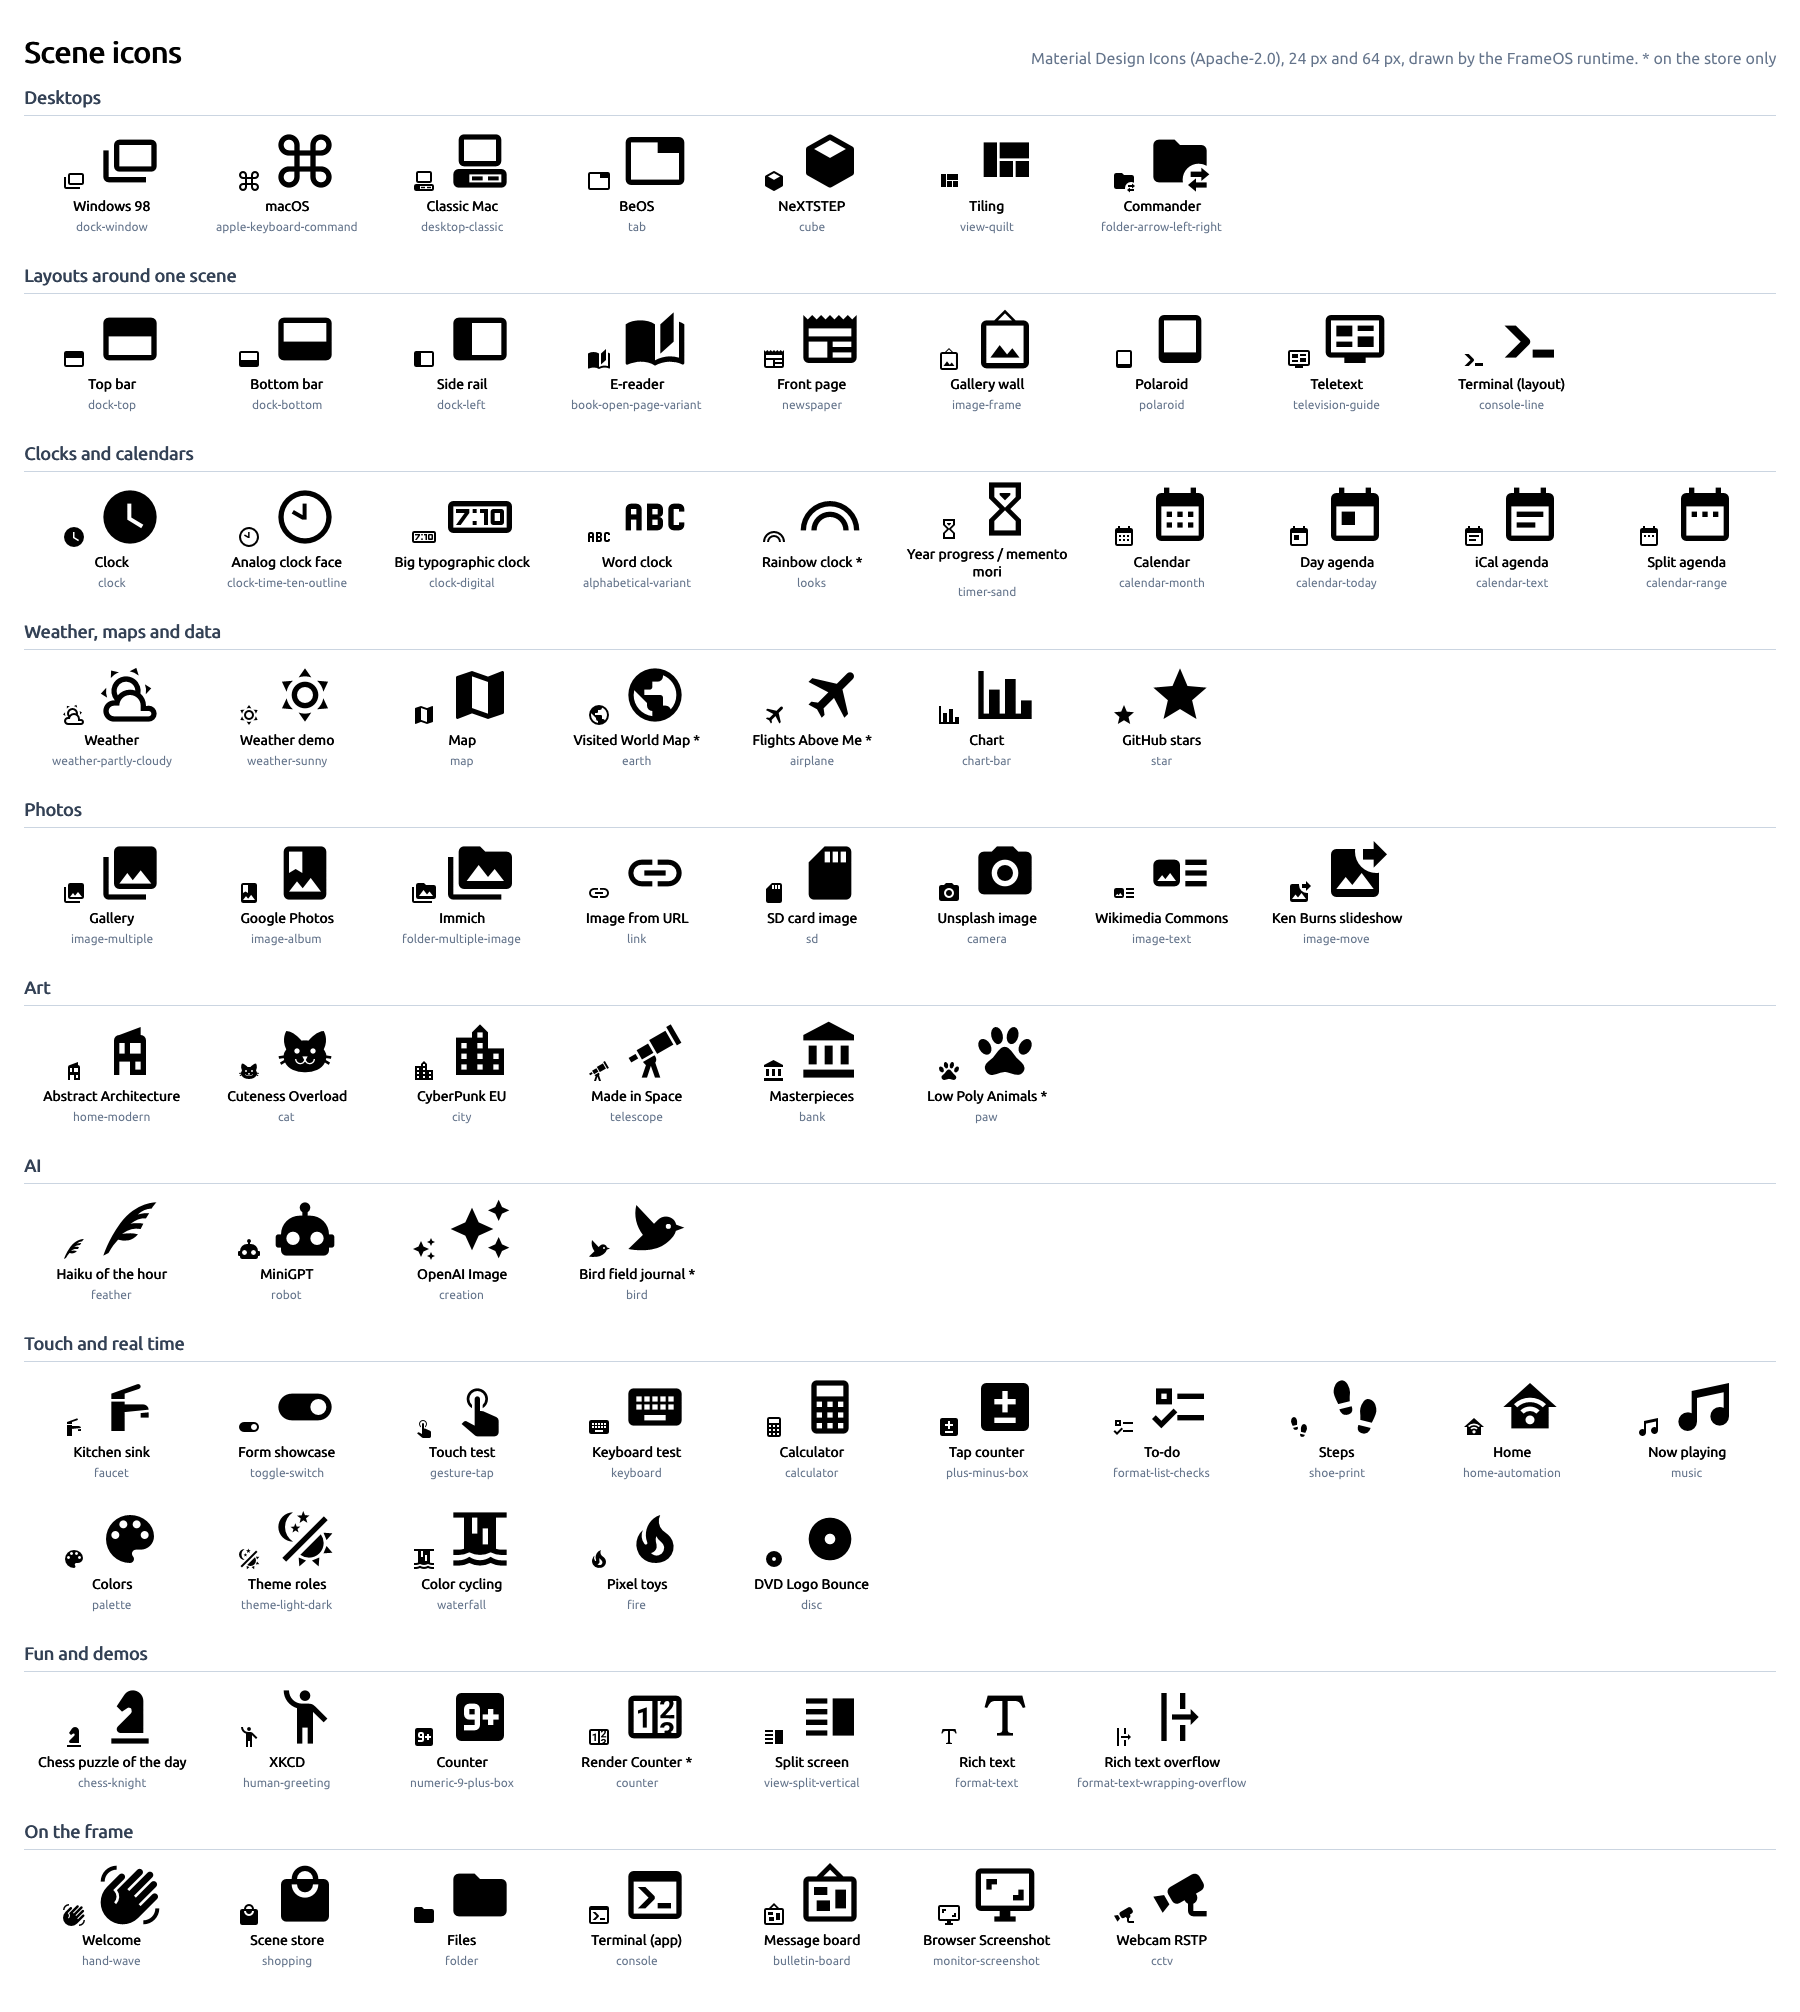 Scene icons
Material Design Icons (Apache-2.0), 24 px and 64 px, drawn by the FrameOS runtime. * on the store only
Desktops
Windows 98
macOS
Classic Mac
BeOS
NeXTSTEP
Tiling
Commander
dock-window
apple-keyboard-command
desktop-classic
tab
cube
view-quilt
folder-arrow-left-right
Layouts around one scene
Top bar
Bottom bar
Side rail
E-reader
Front page
Gallery wall
Polaroid
Teletext
Terminal (layout)
dock-top
dock-bottom
dock-left
book-open-page-variant
newspaper
image-frame
polaroid
television-guide
console-line
Clocks and calendars
7:10
7:10
ABC
ABC
Clock
Analog clock face
Big typographic clock
Word clock
Rainbow clock *
Year progress / memento
mori
Calendar
Day agenda
iCal agenda
Split agenda
clock
clock-time-ten-outline
clock-digital
alphabetical-variant
looks
timer-sand
calendar-month
calendar-today
calendar-text
calendar-range
Weather, maps and data
Weather
Weather demo
Map
Visited World Map *
Flights Above Me *
Chart
GitHub stars
weather-partly-cloudy
weather-sunny
map
earth
airplane
chart-bar
star
Photos
Gallery
Google Photos
Immich
Image from URL
SD card image
Unsplash image
Wikimedia Commons
Ken Burns slideshow
image-multiple
image-album
folder-multiple-image
link
sd
camera
image-text
image-move
Art
Abstract Architecture
Cuteness Overload
CyberPunk EU
Made in Space
Masterpieces
Low Poly Animals *
home-modern
cat
city
telescope
bank
paw
AI
Haiku of the hour
MiniGPT
OpenAI Image
Bird field journal *
feather
robot
creation
bird
Touch and real time
Kitchen sink
Form showcase
Touch test
Keyboard test
Calculator
Tap counter
To-do
Steps
Home
Now playing
faucet
toggle-switch
gesture-tap
keyboard
calculator
plus-minus-box
format-list-checks
shoe-print
home-automation
music
Colors
Theme roles
Color cycling
Pixel toys
DVD Logo Bounce
palette
theme-light-dark
waterfall
fire
disc
Fun and demos
9+
9+
12
3
12
3
T
T
Chess puzzle of the day
XKCD
Counter
Render Counter *
Split screen
Rich text
Rich text overflow
chess-knight
human-greeting
numeric-9-plus-box
counter
view-split-vertical
format-text
format-text-wrapping-overflow
On the frame
Welcome
Scene store
Files
Terminal (app)
Message board
Browser Screenshot
Webcam RSTP
hand-wave
shopping
folder
console
bulletin-board
monitor-screenshot
cctv